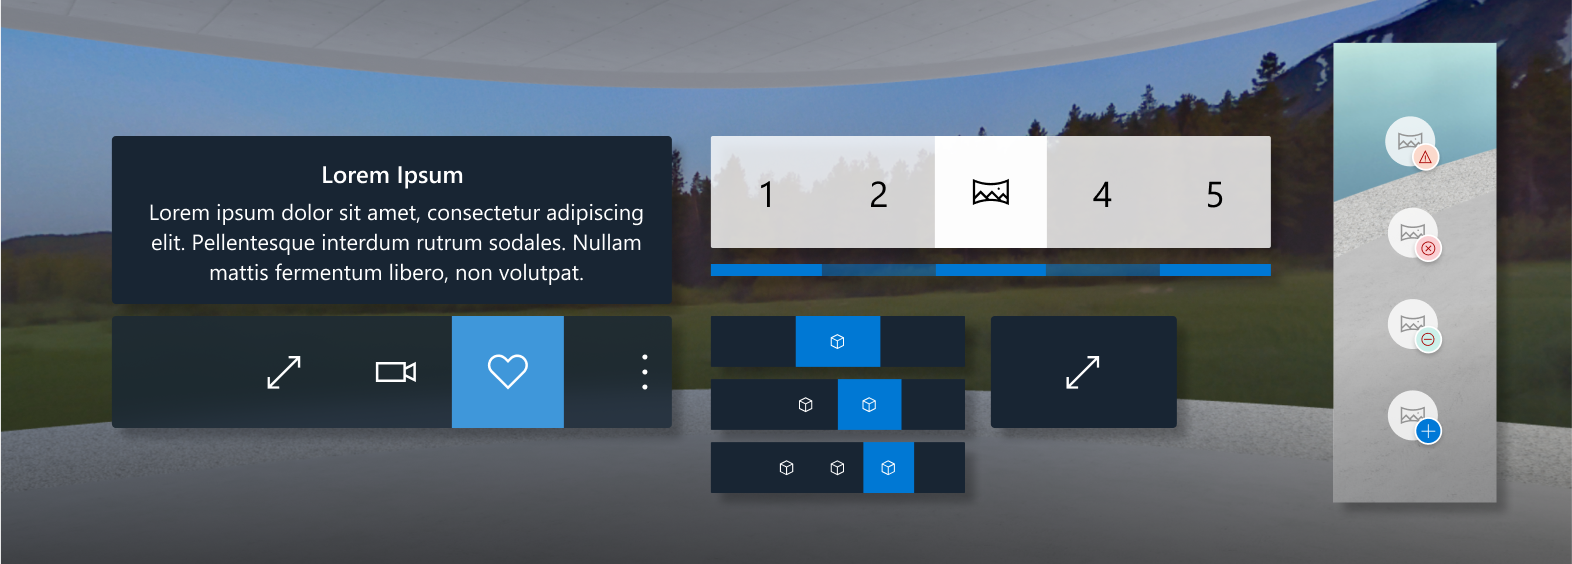 Lorem Ipsum
Lorem ipsum dolor sit amet, consectetur adipiscing
elit. Pellentesque interdum rutrum sodales. Nullam
mattis fermentum libero, non volutpat.
1 2 4 5